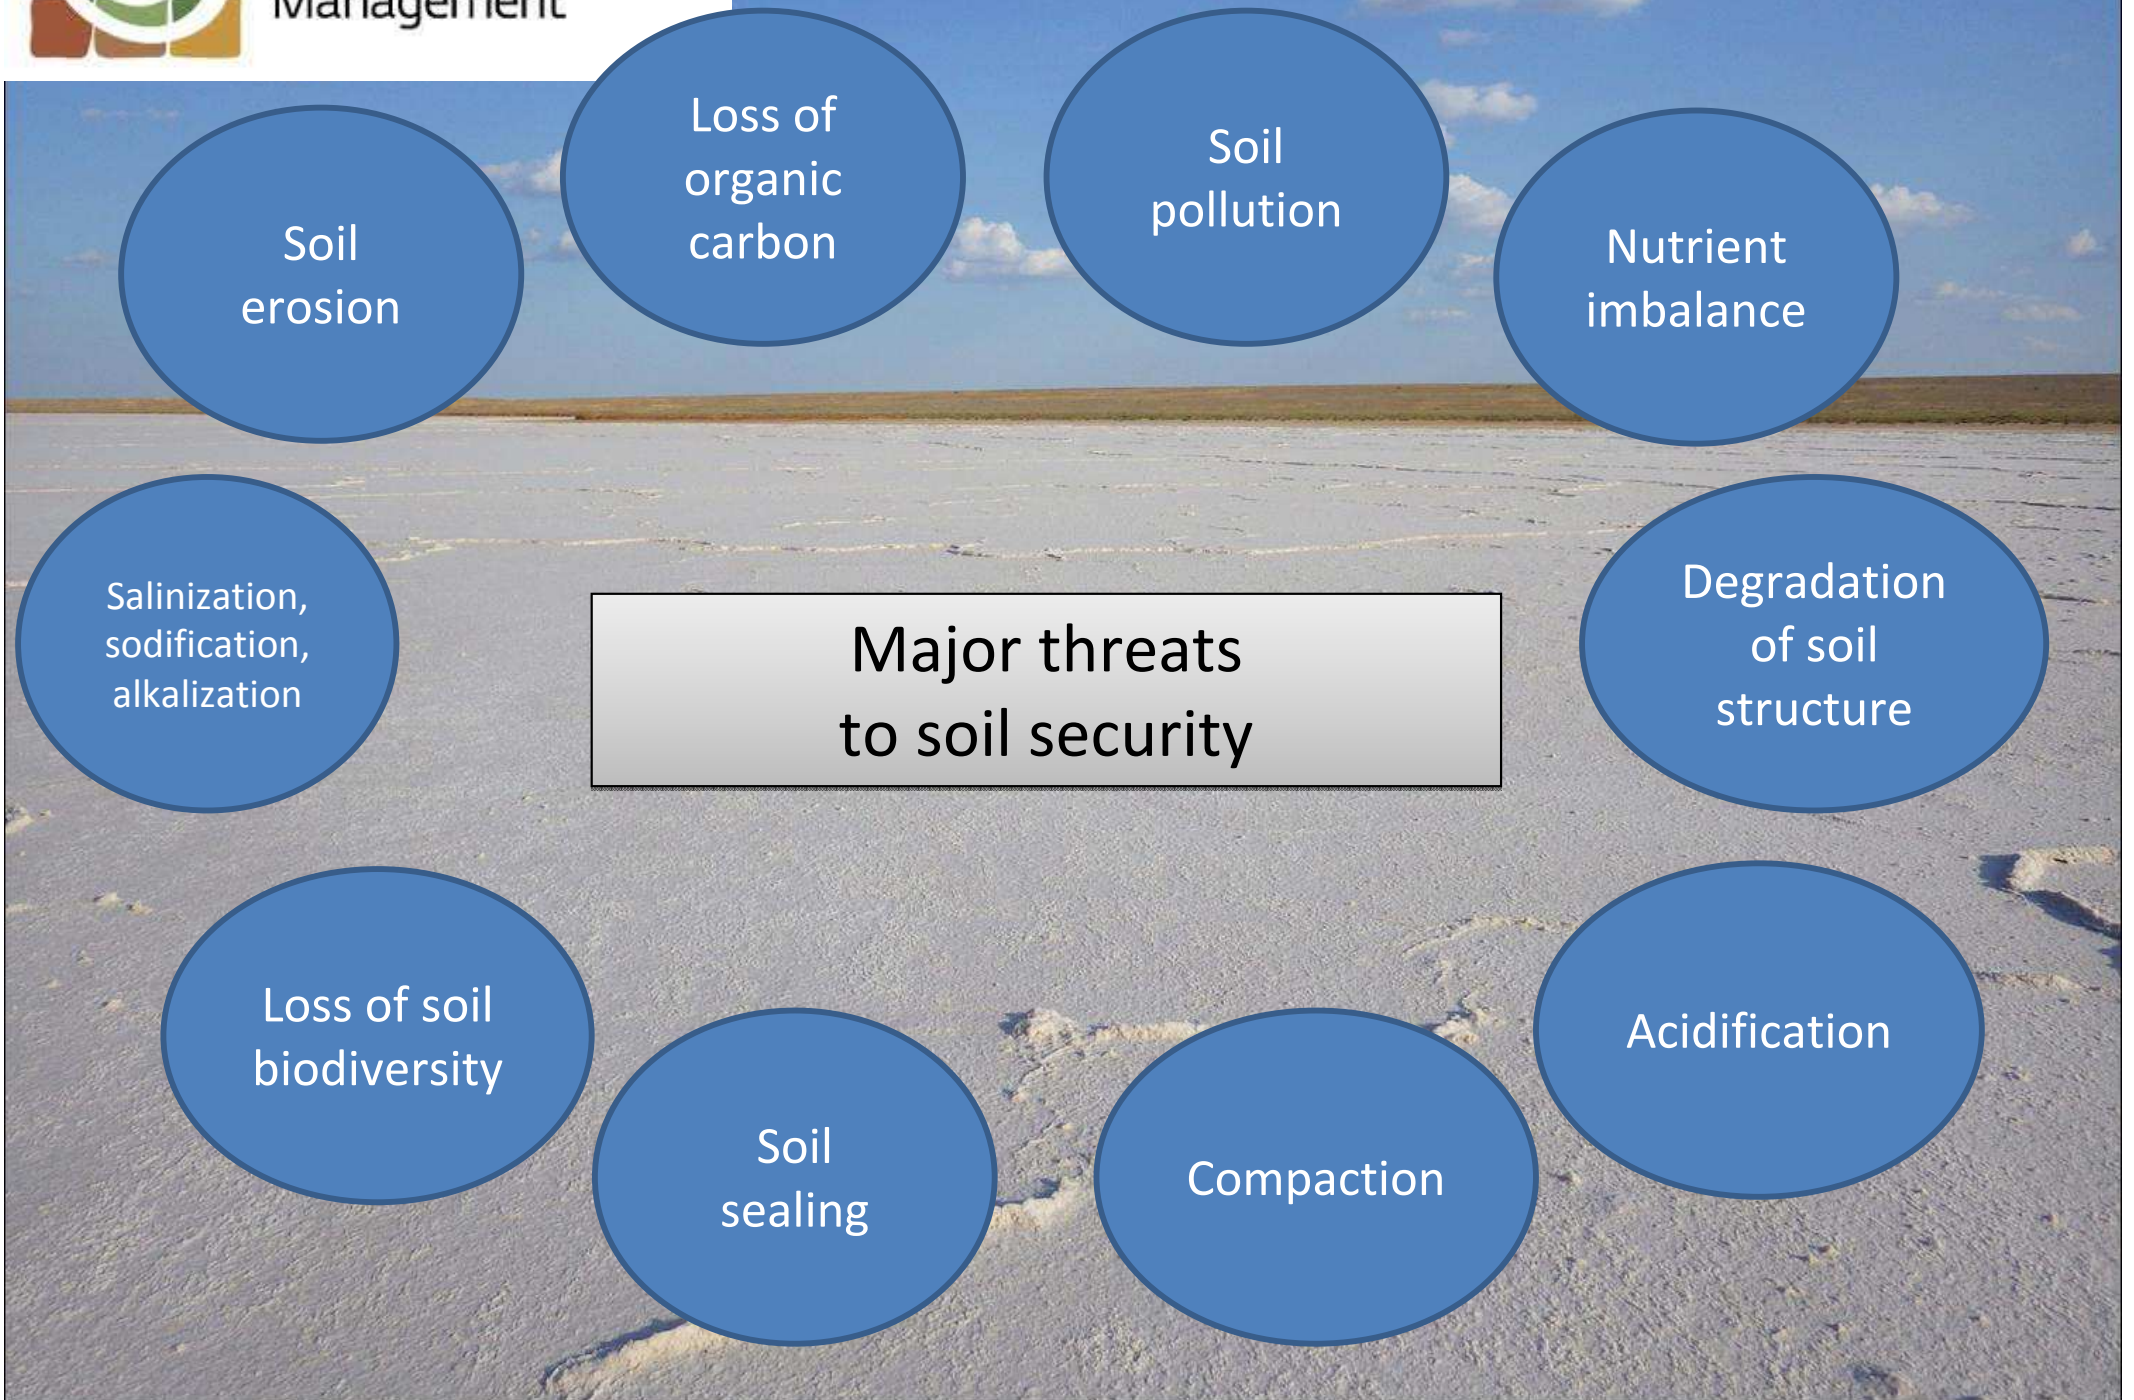 Management
Loss of
organic
carbon
Soil
pollution
Soil
erosion
Nutrient
imbalance
Salinization,
sodification,
alkalization
Major threats
to soil security
Degradation
of soil
structure
Loss of soil
biodiversity
Acidification
Soil
sealing
Compaction